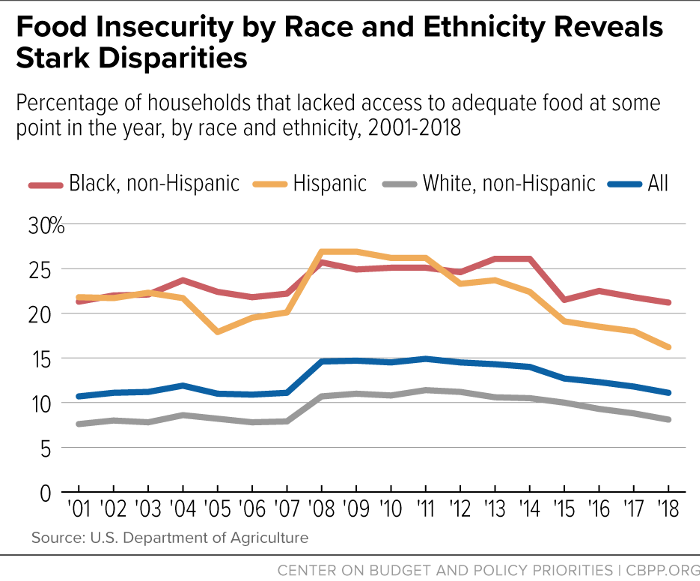 Food Insecurity by Race and Ethnicity Reveals
Stark Disparities
Percentage of households that lacked access to adequate food at some
point in the year, by race and ethnicity, 2001-2018
Black, non-Hispanic Hispanic White, non-Hispanic All
30%
25
20
15
10
5
0
'01 '02 '03 '04 '05 '06 '07 '08 '09 '10 '11 '12 '13 '14 '15 '16 '17 '18
Source: U.S. Department of Agriculture
CENTER ON BUDGET AND POLICY PRIORITIES | CBPP.ORG